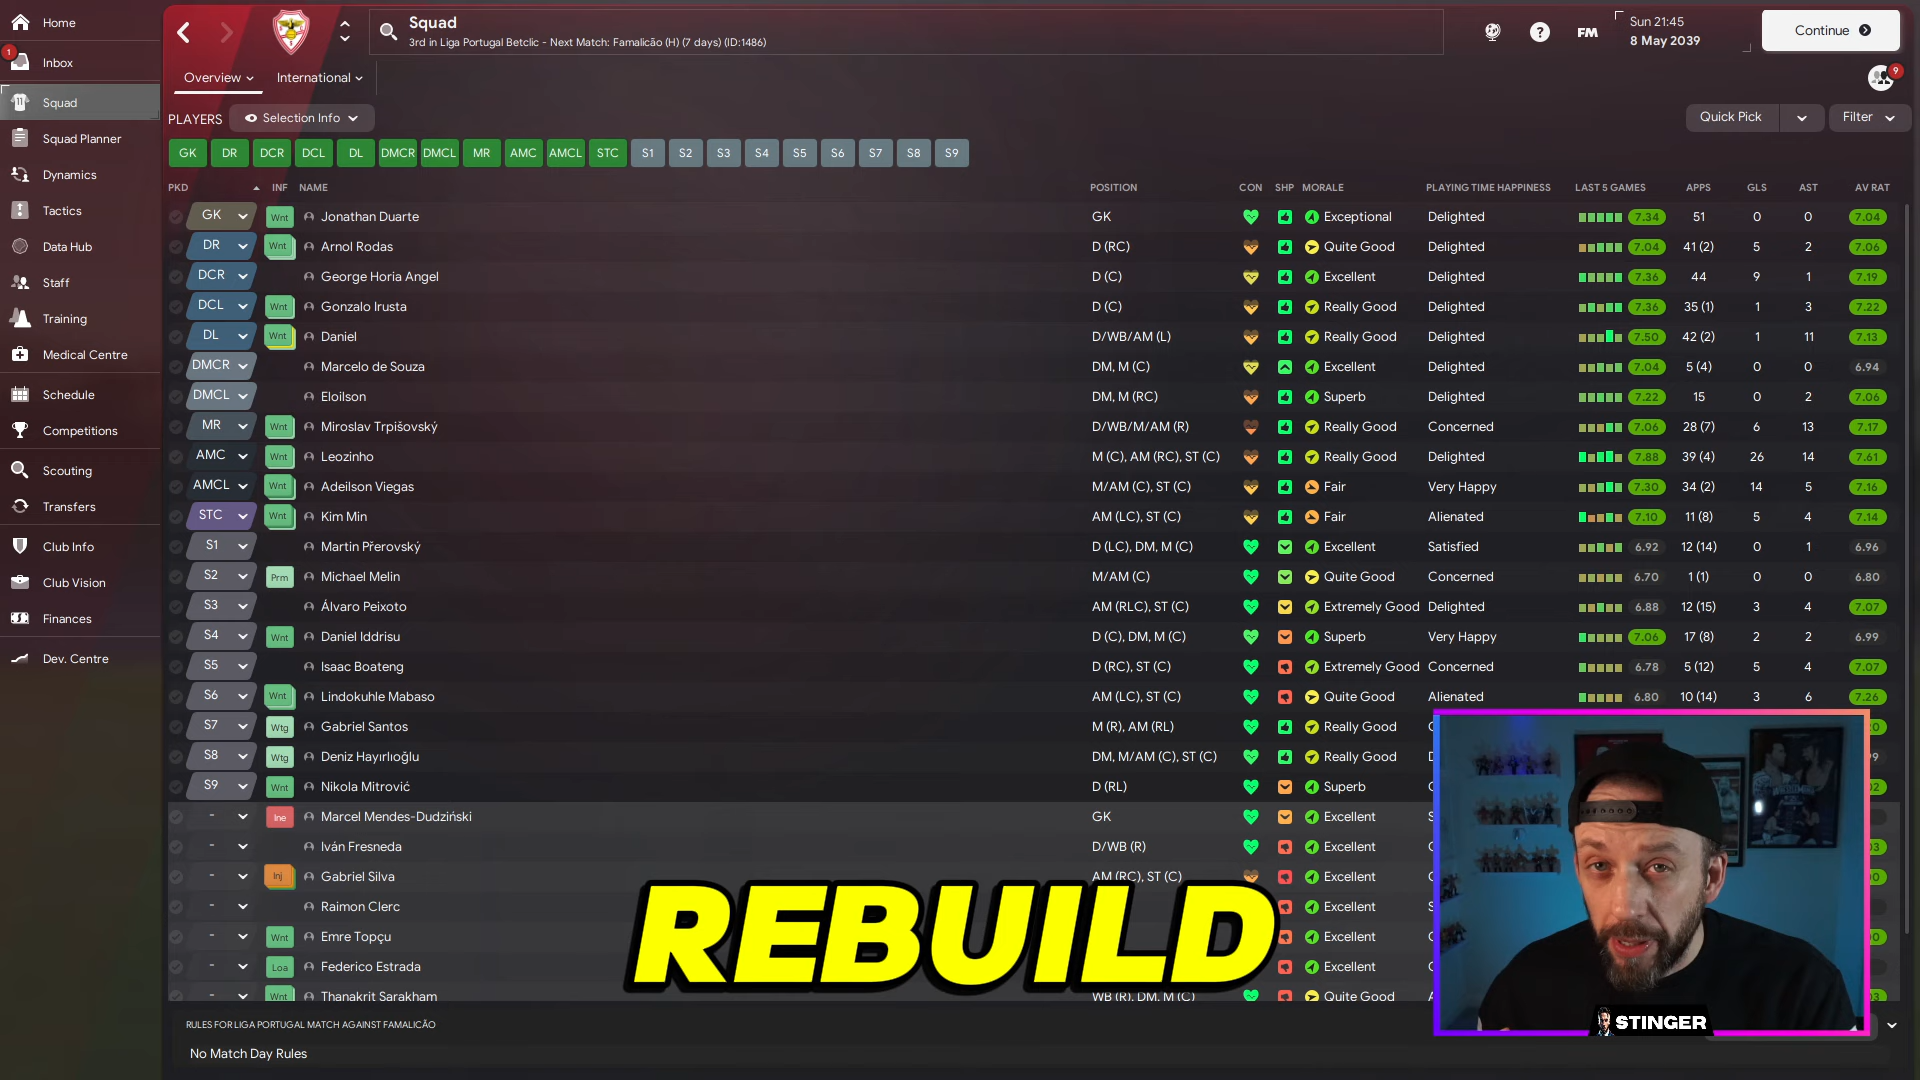 Home
1
Inbox
Squad
Squad Planner
Dynamics
Tactics
Data Hub
Staff
Training
Medical Centre
Schedule
Competitions
Scouting
Transfers
Club Info
Club Vision
Finances
Dev. Centre
Squad
3rd in Liga Portugal Betclic - Next Match: Famalicão (H) (7 days) (ID:1486)
? FM
Sun 21:45
8 May 2039
Continue
Overview International
9
PLAYERS Selection Info Quick Pick Filter
GK DR DCR DCL DL DMCR DMCL MR AMC AMCL STC S1 S2 S3 S4 S5 S6 S7 S8 S9
PKD INF NAME POSITION CON SHP MORALE PLAYING TIME HAPPINESS LAST 5 GAMES APPS GLS AST AV RAT
GK Wnt Jonathan Duarte GK Exceptional Delighted 7.34 51 0 0 7.04
DR Wnt Arnol Rodas D (RC) Quite Good Delighted 7.04 41 (2) 5 2 7.06
DCR George Horia Angel D (C) Excellent Delighted 7.36 44 9 1 7.19
DCL Wnt Gonzalo Irusta D (C) Really Good Delighted 7.36 35 (1) 1 3 7.22
DL Wnt Daniel D/WB/AM (L) Really Good Delighted 7.50 42 (2) 1 11 7.13
DMCR Marcelo de Souza DM, M (C) Excellent Delighted 7.04 5 (4) 0 0 6.94
DMCL Eloilson DM, M (RC) Superb Delighted 7.22 15 0 2 7.06
MR Wnt Miroslav Trpišovský D/WB/M/AM (R) Really Good Concerned 7.06 28 (7) 6 13 7.17
AMC Wnt Leozinho M (C), AM (RC), ST (C) Really Good Delighted 7.88 39 (4) 26 14 7.61
AMCL Wnt Adeilson Viegas M/AM (C), ST (C) Fair Very Happy 7.30 34 (2) 14 5 7.16
STC Wnt Kim Min AM (LC), ST (C) Fair Alienated 7.10 11 (8) 5 4 7.14
S1 Martin Přerovský D (LC), DM, M (C) Excellent Satisfied 6.92 12 (14) 0 1 6.96
S2 Prm Michael Melin M/AM (C) Quite Good Concerned 6.70 1 (1) 0 0 6.80
S3 Álvaro Peixoto AM (RLC), ST (C) Extremely Good Delighted 6.88 12 (15) 3 4 7.07
S4 Wnt Daniel Iddrisu D (C), DM, M (C) Superb Very Happy 7.06 17 (8) 2 2 6.99
S5 Isaac Boateng D (RC), ST (C) Extremely Good Concerned 6.78 5 (12) 5 4 7.07
S6 Wnt Lindokuhle Mabaso AM (LC), ST (C) Quite Good Alienated 6.80 10 (14) 3 6 7.26
S7 Wtg Gabriel Santos M (R), AM (RL) Really Good
S8 Wtg Deniz Hayırlıoğlu DM, M/AM (C), ST (C) Really Good
S9 Wnt Nikola Mitrović D (RL) Superb
- Ine Marcel Mendes-Dudziński GK Excellent
- Iván Fresneda D/WB (R) Excellent
- Inj Gabriel Silva AM (RC), ST (C) Excellent
- Raimon Clerc Excellent
- Wnt Emre Topçu Excellent
- Loa Federico Estrada Excellent
- Wnt Thanakrit Sarakham WB (R), DM, M (C) Quite Good
REBUILD
STINGER
RULES FOR LIGA PORTUGAL MATCH AGAINST FAMALICÃO
No Match Day Rules